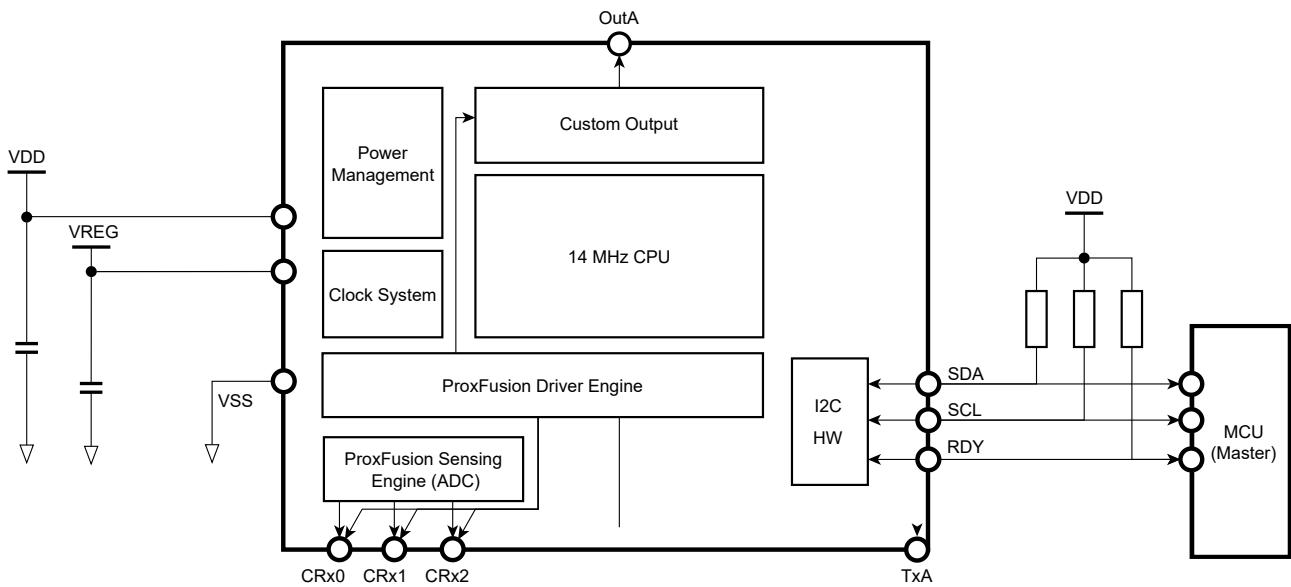 OutA
Custom Output
Power
Management
VDD
VDD
VREG
14 MHz CPU
Clock System
ProxFusion Driver Engine
SDA
VSS
I2C
HW
SCL
MCU
(Master)
RDY
ProxFusion Sensing
Engine (ADC)
CRx0
CRx1
CRx2
TxA